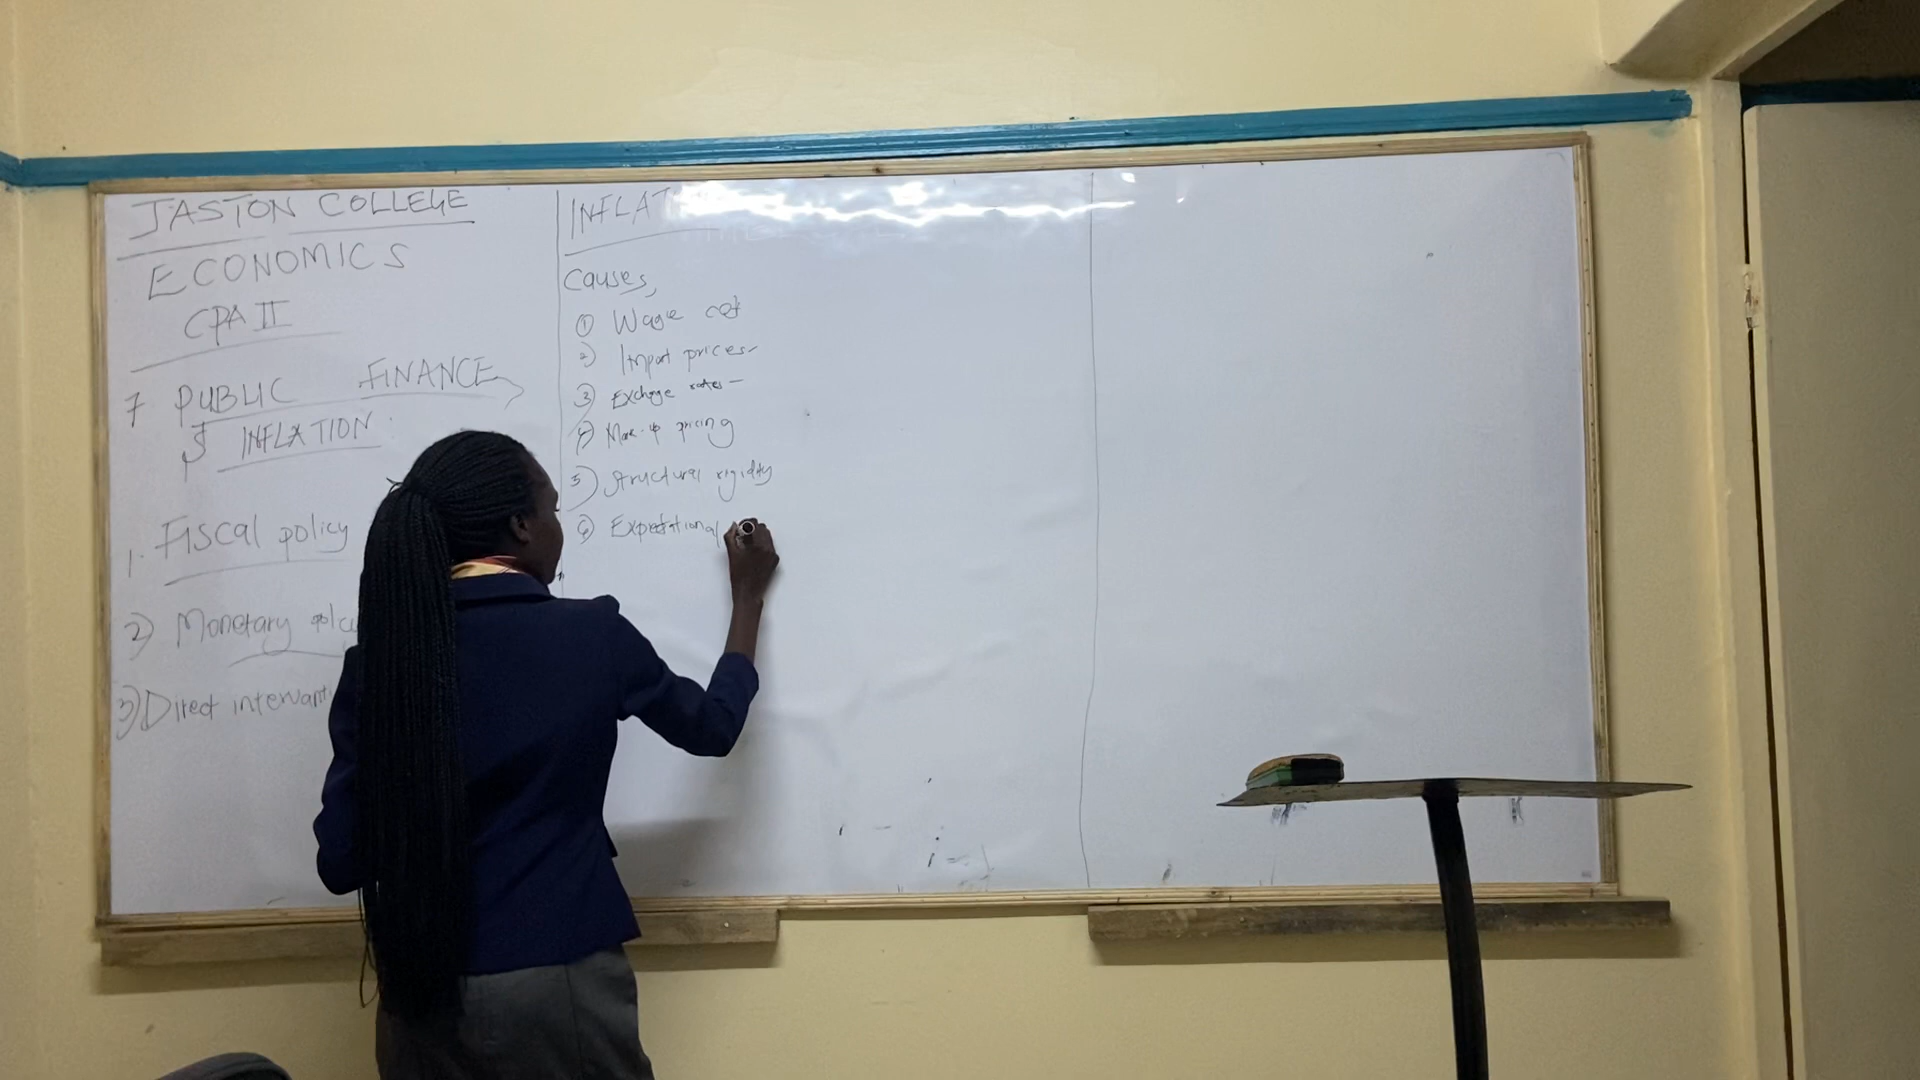 JASTON COLLEGE
ECONOMICS
CPA II
7 PUBLIC FINANCE
& INFLATION
1. Fiscal policy
2) Monetary
3) Direct
INFLAT
Causes,
① Wage
2) Import prices
③ Exchange rates
4) Mark-up pricing
5) Structural rigidity
⑥ Expectational